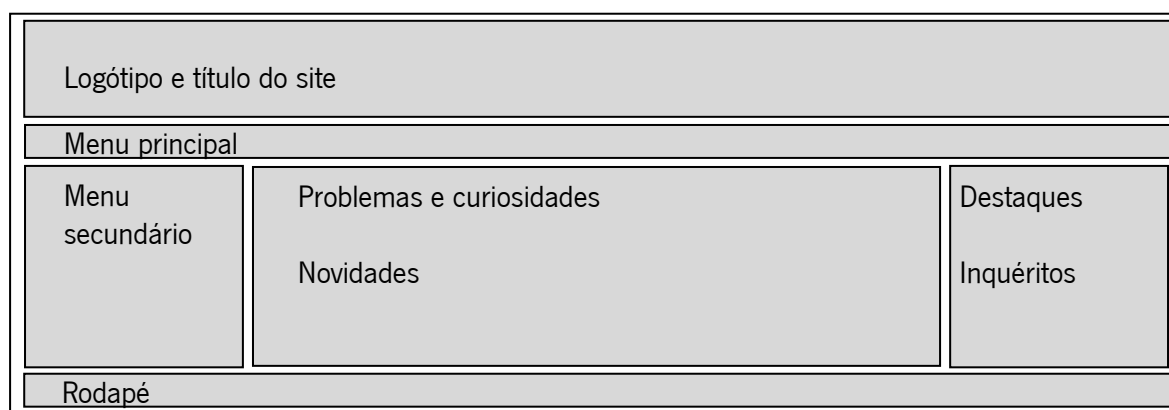 Logótipo e título do site
Menu principal
Menu
secundário
Problemas e curiosidades
Novidades
Destaques
Inquéritos
Rodapé